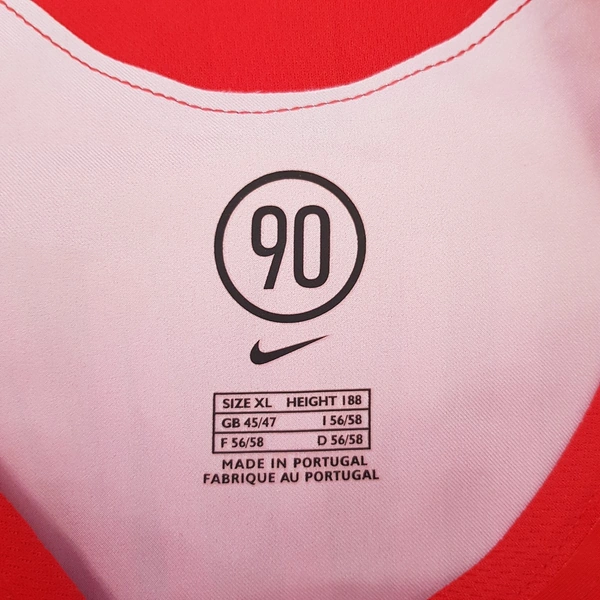 90
SIZE XL HEIGHT 188
GB 45/47 I 56/58
F 56/58 D 56/58
MADE IN PORTUGAL
FABRIQUE AU PORTUGAL